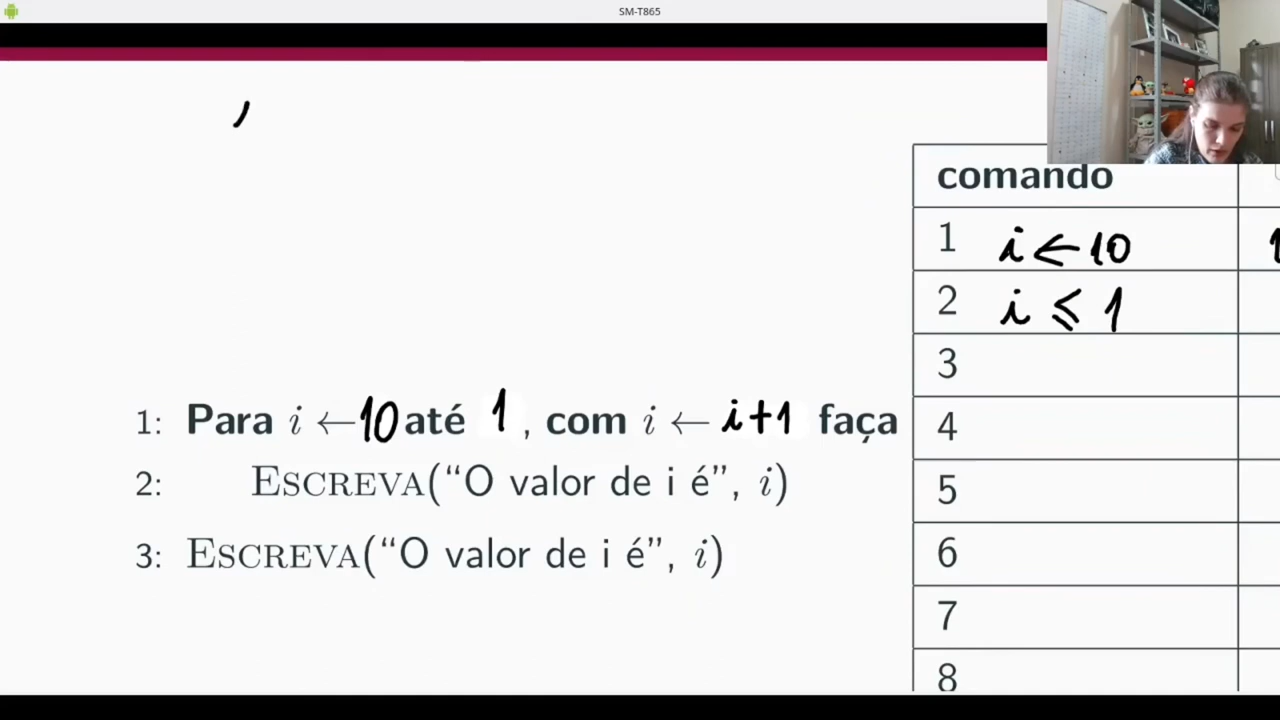 SM-T865
comando
1 i ← 10
2 i ⩽ 1
3
4
5
6
7
8
1: Para i ← 10 até 1, com i ← i+1 faça
2: ESCREVA(“O valor de i é”, i)
3: ESCREVA(“O valor de i é”, i)